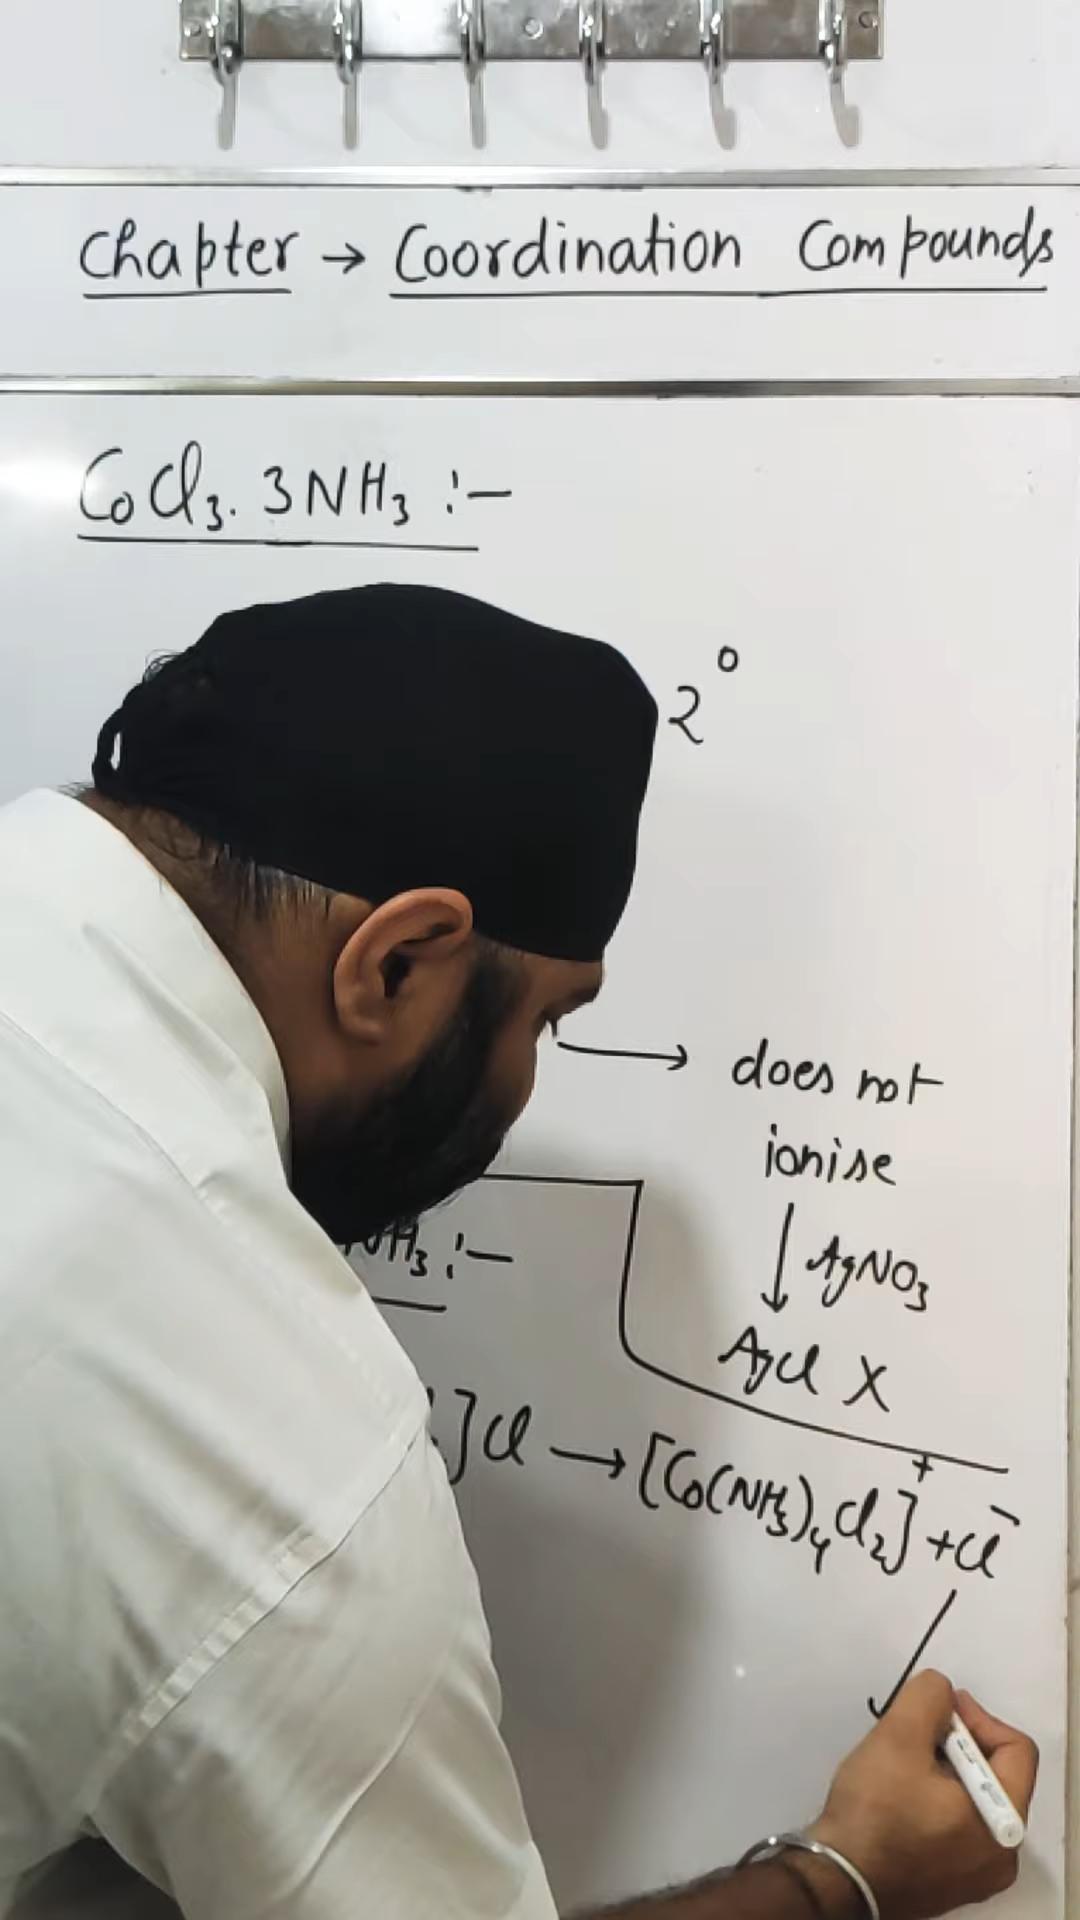 Chapter → Coordination Compounds
CoCl₃. 3NH₃ :—
2°
→ does not
ionise
↓ AgNO₃
AgCl X
NH₃ :—
]Cl → [Co(NH₃)₄Cl₂]⁺ + Cl⁻